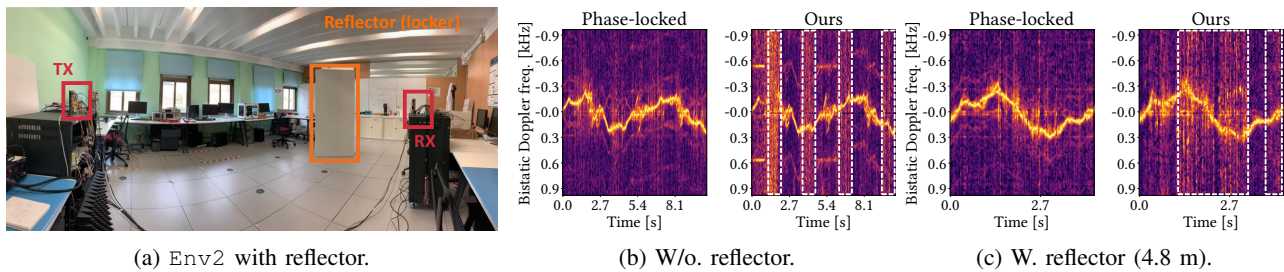 Reflector (locker)
TX
RX
(a) Env2 with reflector.
Phase-locked
Ours
Bistatic Doppler freq. [kHz]
-0.9
-0.6
-0.3
-0.0
0.3
0.6
0.9
0.0
2.7
5.4
8.1
0.0
2.7
5.4
8.1
Time [s]
Time [s]
(b) W/o. reflector.
Phase-locked
Ours
Bistatic Doppler freq. [kHz]
-0.9
-0.6
-0.3
-0.0
0.3
0.6
0.9
0.0
2.7
0.0
2.7
Time [s]
Time [s]
(c) W. reflector (4.8 m).